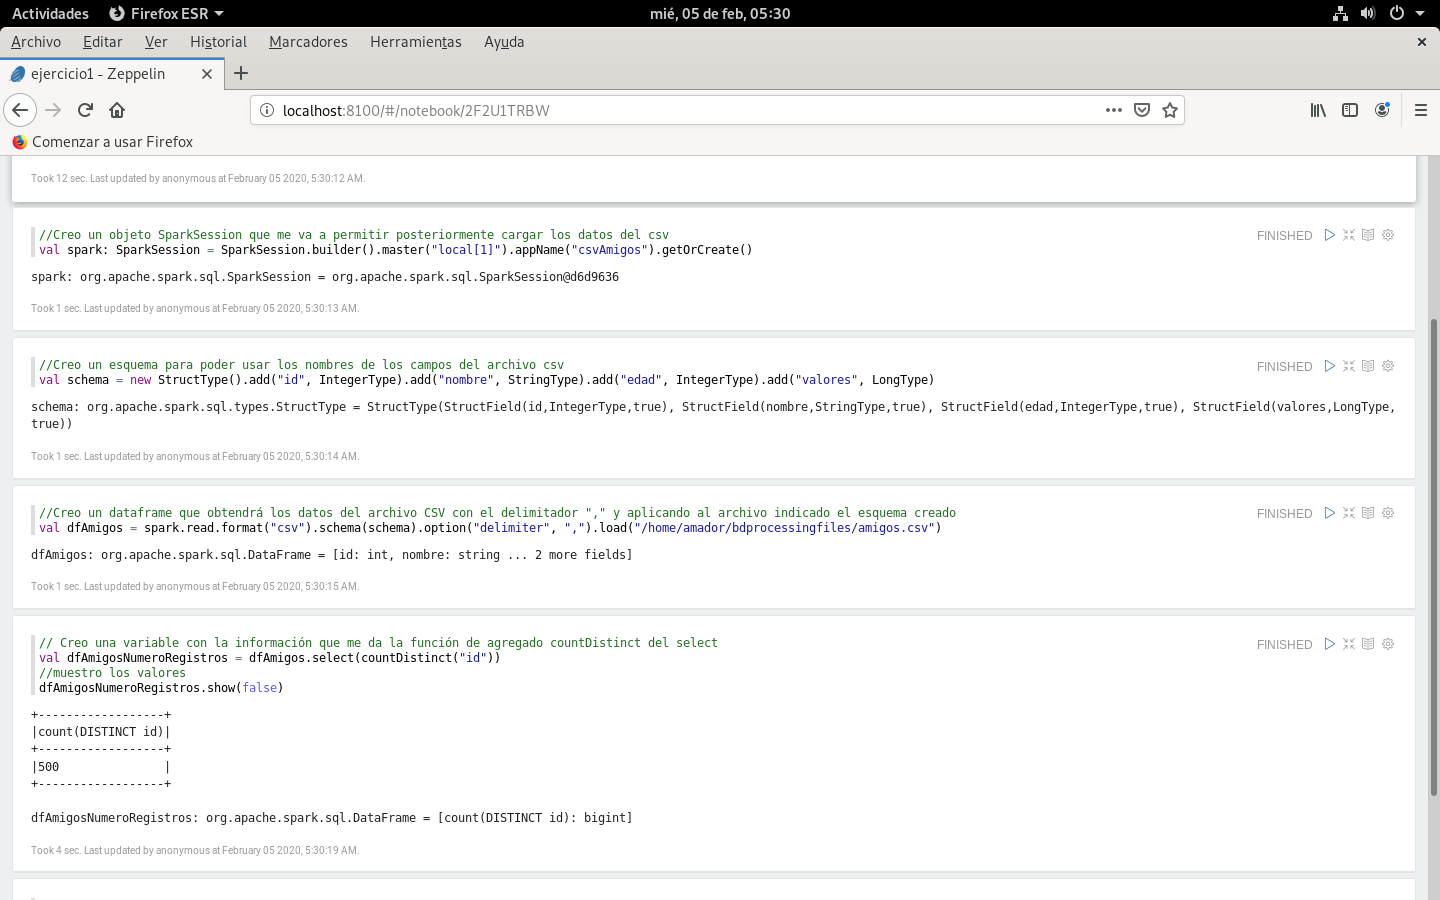 Actividades Firefox ESR mié, 05 de feb, 05:30
Archivo Editar Ver Historial Marcadores Herramientas Ayuda
ejercicio1 - Zeppelin
localhost:8100/#/notebook/2F2U1TRBW
Comenzar a usar Firefox
Took 12 sec. Last updated by anonymous at February 05 2020, 5:30:12 AM.
//Creo un objeto SparkSession que me va a permitir posteriormente cargar los datos del csv
FINISHED
val spark: SparkSession = SparkSession.builder().master("local[1]").appName("csvAmigos").getOrCreate()
spark: org.apache.spark.sql.SparkSession = org.apache.spark.sql.SparkSession@d6d9636
Took 1 sec. Last updated by anonymous at February 05 2020, 5:30:13 AM.
//Creo un esquema para poder usar los nombres de los campos del archivo csv
FINISHED
val schema = new StructType().add("id", IntegerType).add("nombre", StringType).add("edad", IntegerType).add("valores", LongType)
schema: org.apache.spark.sql.types.StructType = StructType(StructField(id,IntegerType,true), StructField(nombre,StringType,true), StructField(edad,IntegerType,true), StructField(valores,LongType,
true))
Took 1 sec. Last updated by anonymous at February 05 2020, 5:30:14 AM.
//Creo un dataframe que obtendrá los datos del archivo CSV con el delimitador "," y aplicando al archivo indicado el esquema creado
FINISHED
val dfAmigos = spark.read.format("csv").schema(schema).option("delimiter", ",").load("/home/amador/bdprocessingfiles/amigos.csv")
dfAmigos: org.apache.spark.sql.DataFrame = [id: int, nombre: string ... 2 more fields]
Took 1 sec. Last updated by anonymous at February 05 2020, 5:30:15 AM.
// Creo una variable con la información que me da la función de agregado countDistinct del select
FINISHED
val dfAmigosNumeroRegistros = dfAmigos.select(countDistinct("id"))
//muestro los valores
dfAmigosNumeroRegistros.show(false)
+------------------+
|count(DISTINCT id)|
+------------------+
|500               |
+------------------+
dfAmigosNumeroRegistros: org.apache.spark.sql.DataFrame = [count(DISTINCT id): bigint]
Took 4 sec. Last updated by anonymous at February 05 2020, 5:30:19 AM.